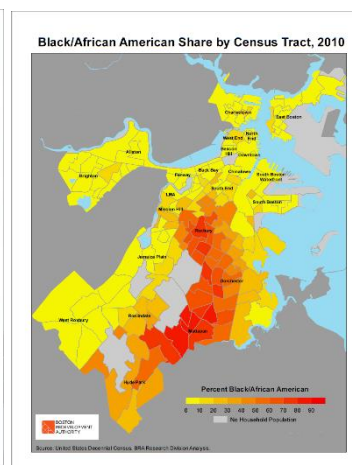 Black/African American Share by Census Tract, 2010
Charlestown
East Boston
West End
North
End
Beacon
Hill
Downtown
Allston
Brighton
Back Bay
Fenway
Chinatown
South Boston
Waterfront
South End
LMA
South Boston
Mission Hill
Roxbury
Jamaica Plain
Dorchester
West Roxbury
Roslindale
Mattapan
Hyde Park
Percent Black/African American
0 10 20 30 40 50 60 70 80 90
No Household Population
BOSTON
REDEVELOPMENT
AUTHORITY
Source: United States Decennial Census, BRA Research Division Analysis.